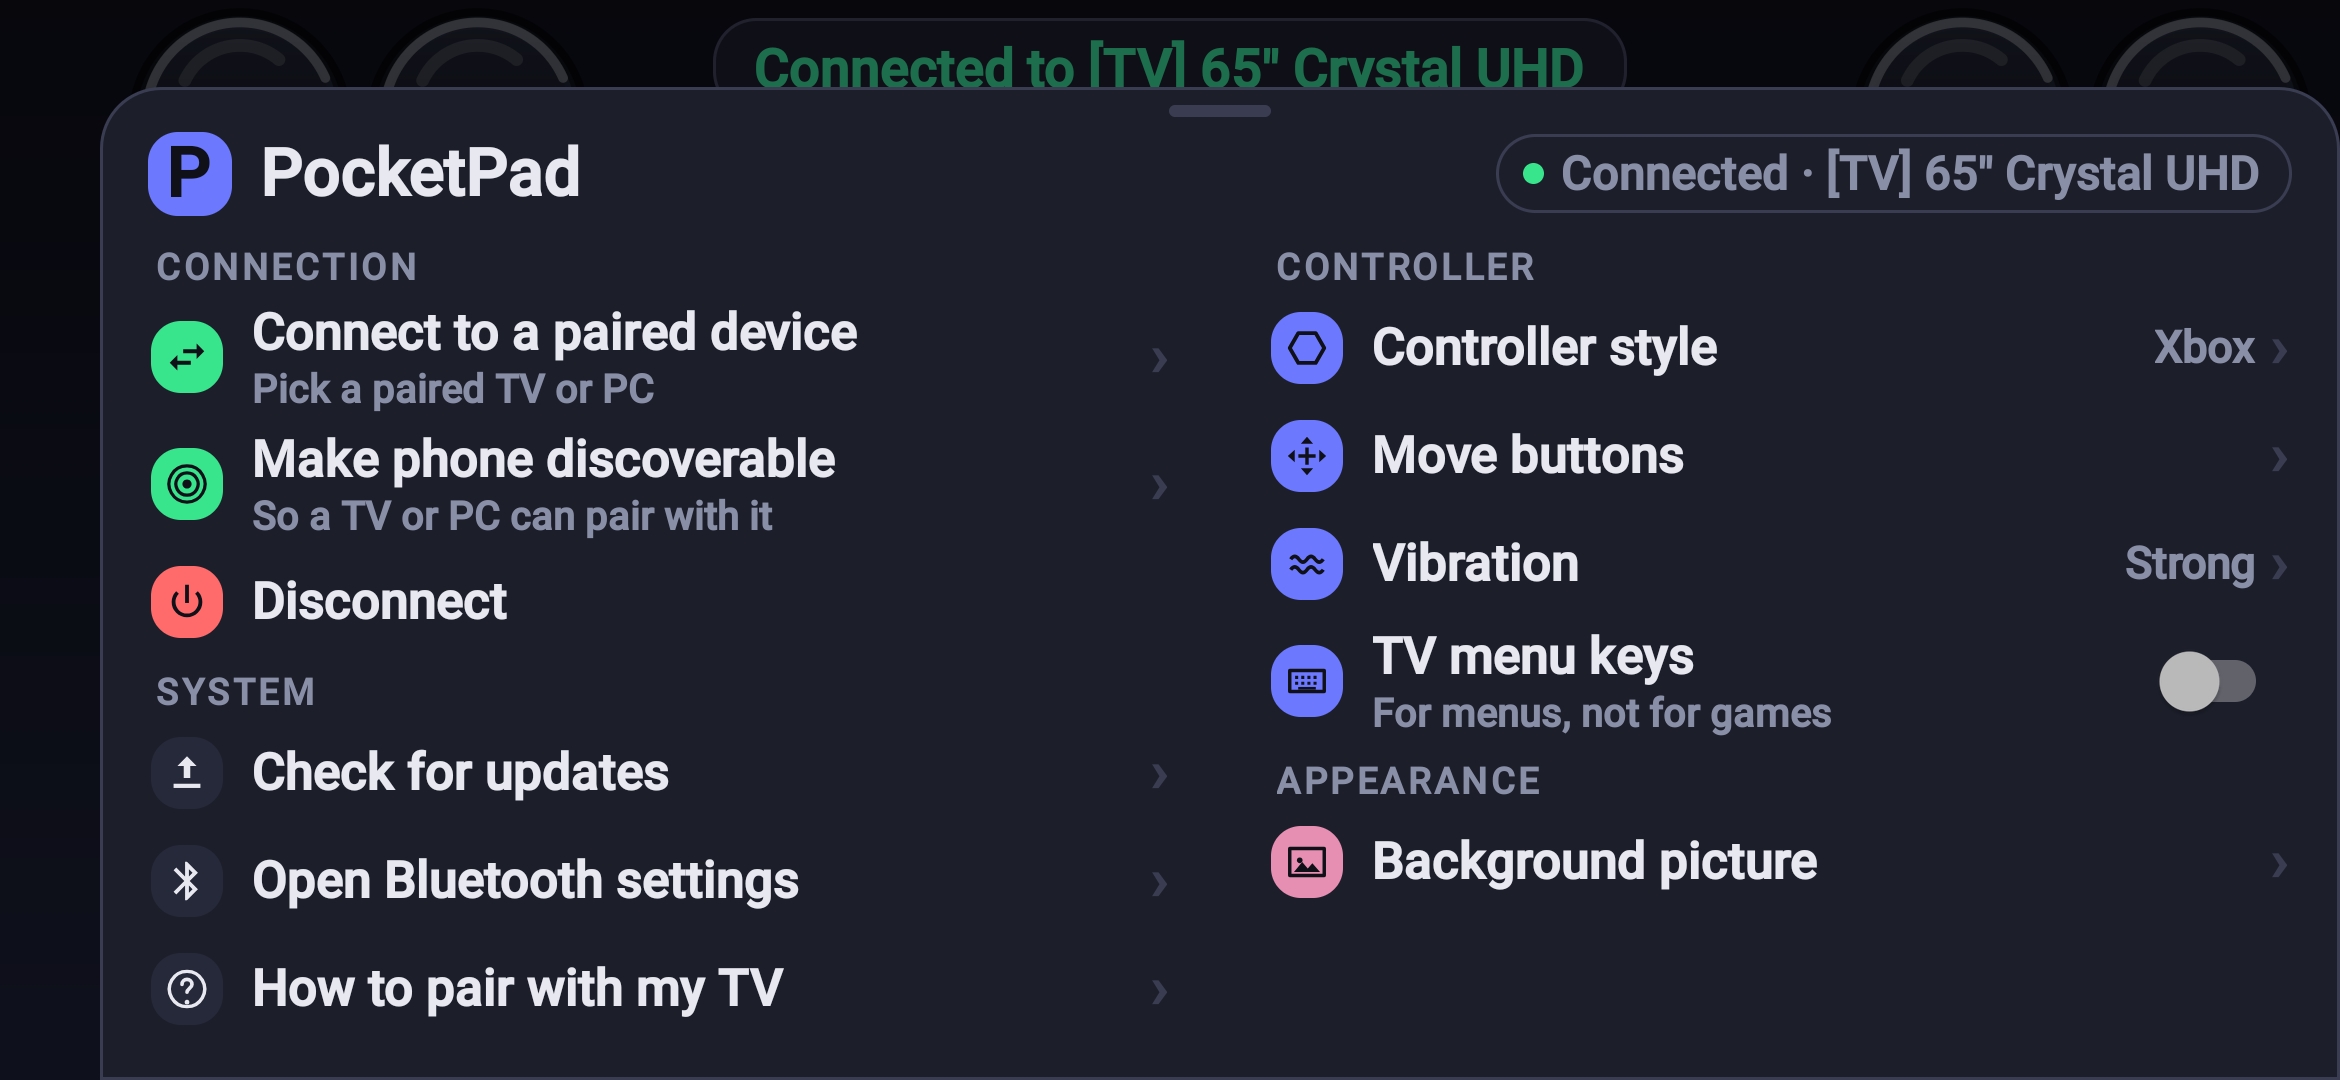 Connected to [TV] 65" Crystal UHD
P PocketPad
Connected · [TV] 65" Crystal UHD
CONNECTION
Connect to a paired device
Pick a paired TV or PC
Make phone discoverable
So a TV or PC can pair with it
Disconnect
SYSTEM
Check for updates
Open Bluetooth settings
How to pair with my TV
CONTROLLER
Controller style
Xbox
Move buttons
Vibration
Strong
TV menu keys
For menus, not for games
APPEARANCE
Background picture